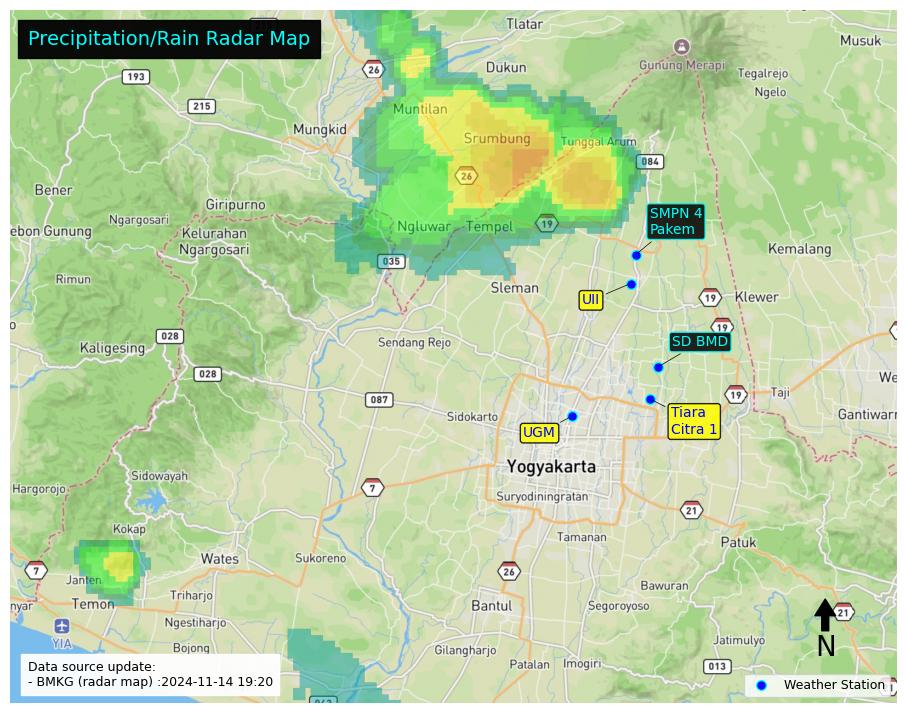 Precipitation/Rain Radar Map
Tlatar
Musuk
26
Dukun
Gunung Merapi
193
Tegalrejo
215
Muntilan
Ngelo
Mungkid
Srumbung
Tunggal Arum
084
26
Bener
Giripurno
SMPN 4
Pakem
Ngargosari
Ngluwar
Tempel
19
ebon Gunung
Kelurahan
Ngargosari
Kemalang
035
Rimun
Sleman
UII
19
Klewer
19
028
Sendang Rejo
SD BMD
Kaligesing
028
We
087
19
Taji
Sidokarto
Tiara
Citra 1
Gantiwarr
UGM
Yogyakarta
Sidowayah
Hargorojo
7
Suryodiningratan
21
Kokap
Tamanan
Patuk
Wates
Sukoreno
7
Janten
26
Bawuran
Temon
Triharjo
Bantul
Segoroyoso
nyar
21
Ngestiharjo
YIA
Bojong
Gilangharjo
Jatimulyo
N
Patalan
Imogiri
013
Data source update:
- BMKG (radar map) :2024-11-14 19:20
Weather Station